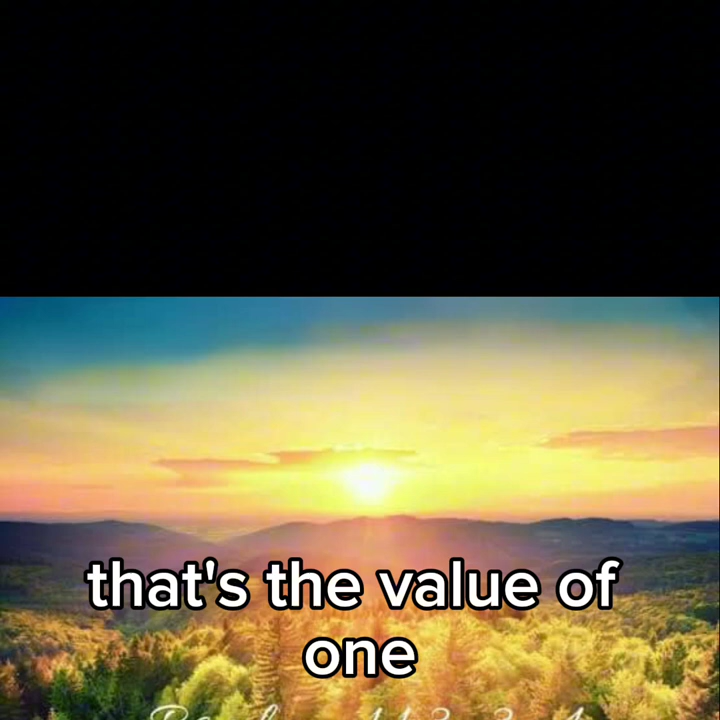 that's the value of
one